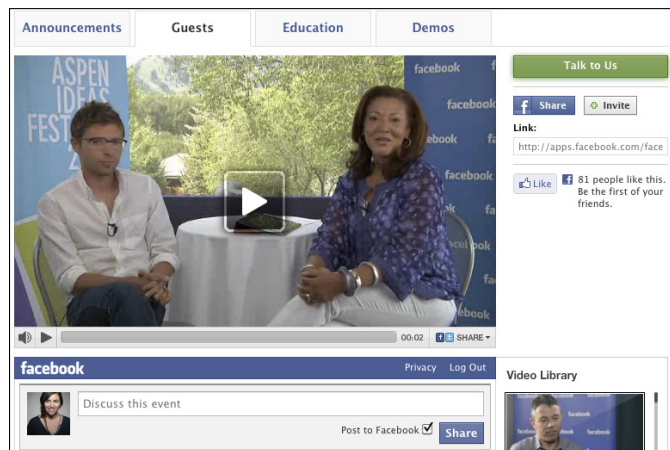 Announcements
Guests
Education
Demos
ASPEN
IDEAS
FEST
facebook
facebook
facebook
facebook
Talk to Us
Share
Invite
Link:
http://apps.facebook.com/face
Like
81 people like this.
Be the first of your
friends.
00:02
SHARE
facebook
Privacy
Log Out
Video Library
Discuss this event
Post to Facebook
Share
facebook